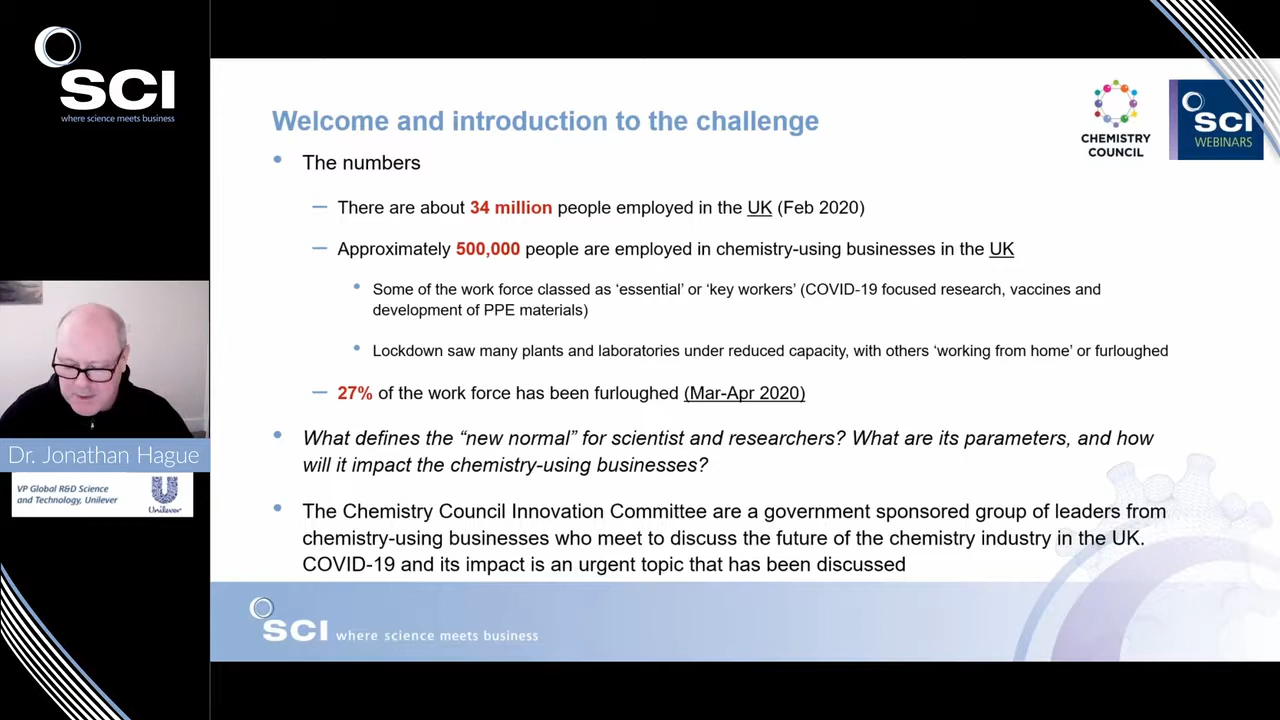 SCI
where science meets business
Welcome and introduction to the challenge
CHEMISTRY
COUNCIL
SCI
WEBINARS
• The numbers
– There are about 34 million people employed in the UK (Feb 2020)
– Approximately 500,000 people are employed in chemistry-using businesses in the UK
• Some of the work force classed as ‘essential’ or ‘key workers’ (COVID-19 focused research, vaccines and
development of PPE materials)
• Lockdown saw many plants and laboratories under reduced capacity, with others ‘working from home’ or furloughed
– 27% of the work force has been furloughed (Mar-Apr 2020)
• What defines the “new normal” for scientist and researchers? What are its parameters, and how
will it impact the chemistry-using businesses?
• The Chemistry Council Innovation Committee are a government sponsored group of leaders from
chemistry-using businesses who meet to discuss the future of the chemistry industry in the UK.
COVID-19 and its impact is an urgent topic that has been discussed
Dr. Jonathan Hague
VP Global R&D Science
and Technology, Unilever
Unilever
SCI where science meets business